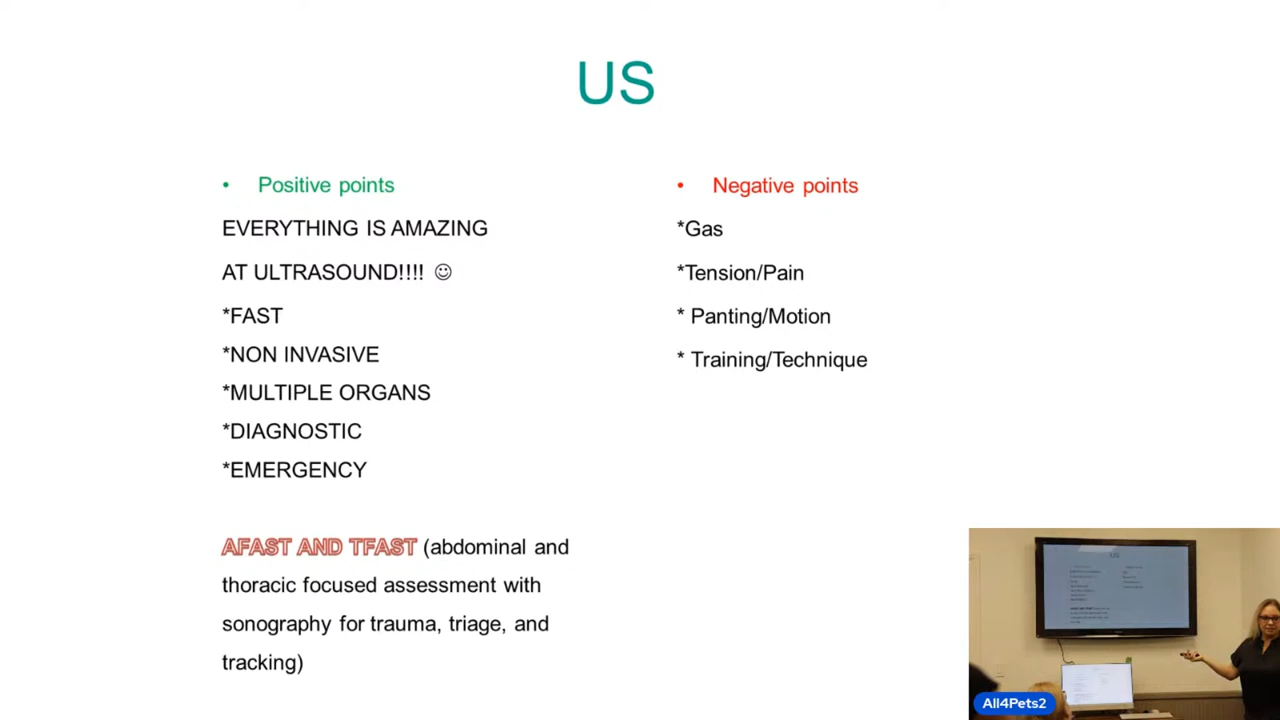 US
• Positive points
EVERYTHING IS AMAZING
AT ULTRASOUND!!!! ☺
*FAST
*NON INVASIVE
*MULTIPLE ORGANS
*DIAGNOSTIC
*EMERGENCY
AFAST AND TFAST (abdominal and
thoracic focused assessment with
sonography for trauma, triage, and
tracking)
• Negative points
*Gas
*Tension/Pain
* Panting/Motion
* Training/Technique
US
All4Pets2